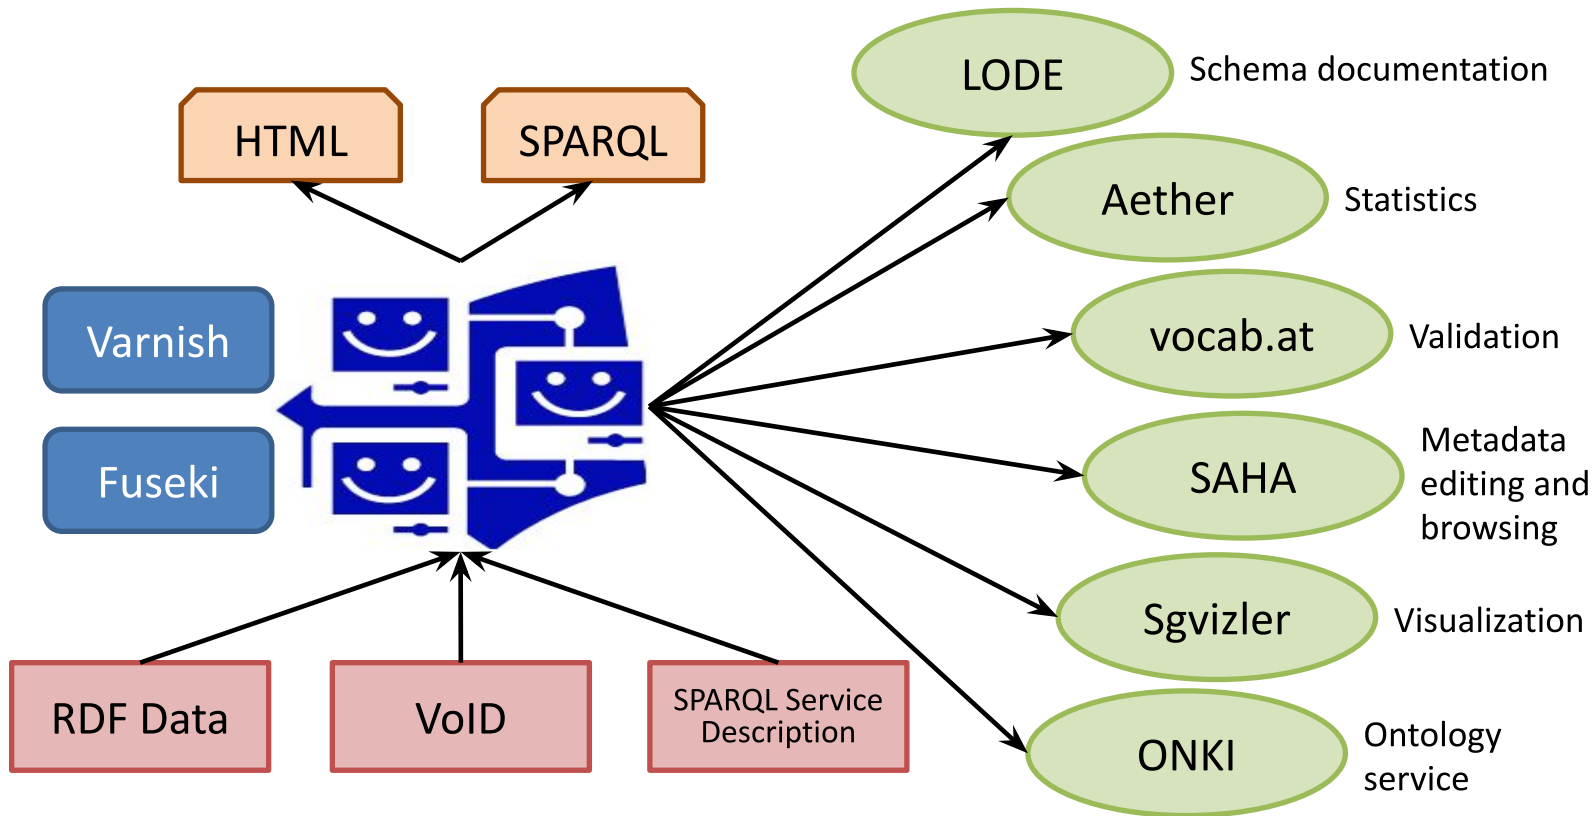 LODE
Schema documentation
HTML
SPARQL
Aether
Statistics
Varnish
vocab.at
Validation
Fuseki
SAHA
Metadata
editing and
browsing
Sgvizler
Visualization
RDF Data
VoID
SPARQL Service
Description
ONKI
Ontology
service